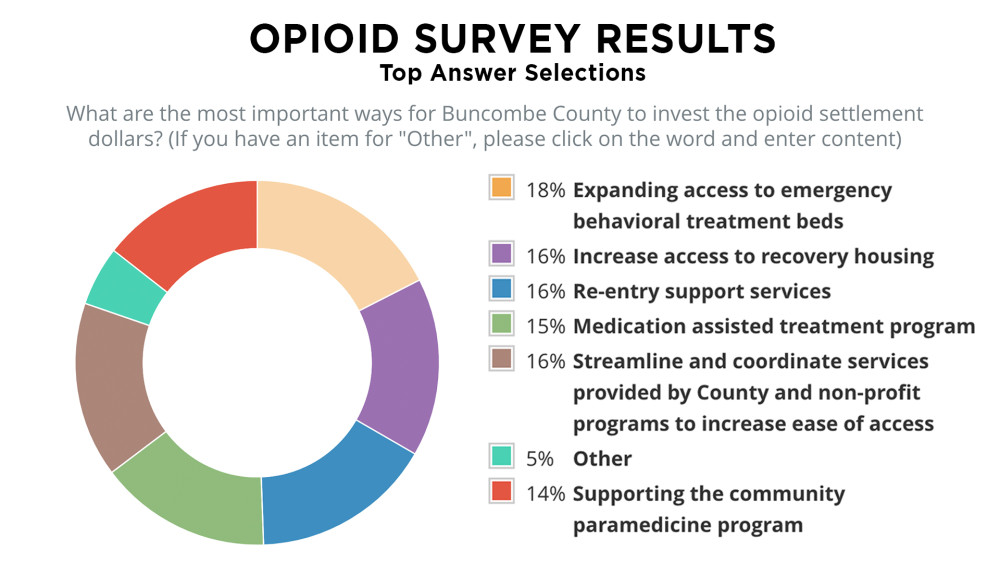 OPIOID SURVEY RESULTS
Top Answer Selections
What are the most important ways for Buncombe County to invest the opioid settlement
dollars? (If you have an item for "Other", please click on the word and enter content)
18% Expanding access to emergency
behavioral treatment beds
16% Increase access to recovery housing
16% Re-entry support services
15% Medication assisted treatment program
16% Streamline and coordinate services
provided by County and non-profit
programs to increase ease of access
5% Other
14% Supporting the community
paramedicine program